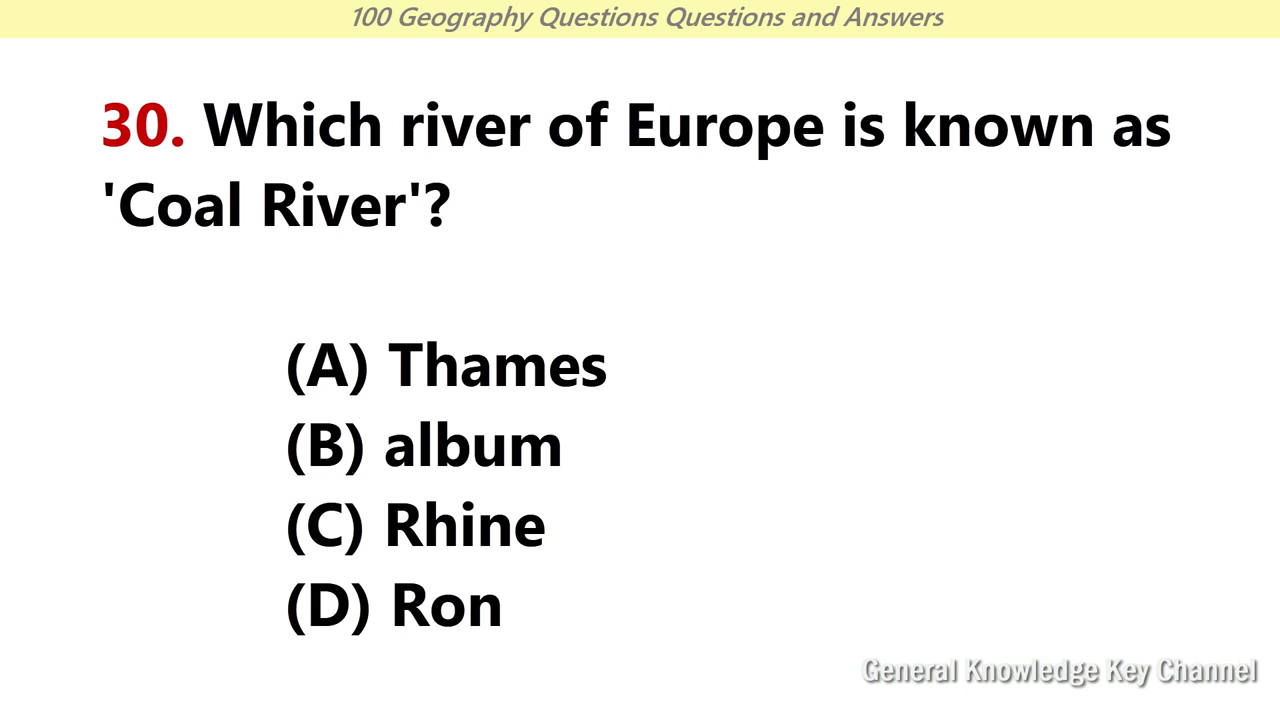 100 Geography Questions Questions and Answers
30. Which river of Europe is known as
'Coal River'?
(A) Thames
(B) album
(C) Rhine
(D) Ron
General Knowledge Key Channel